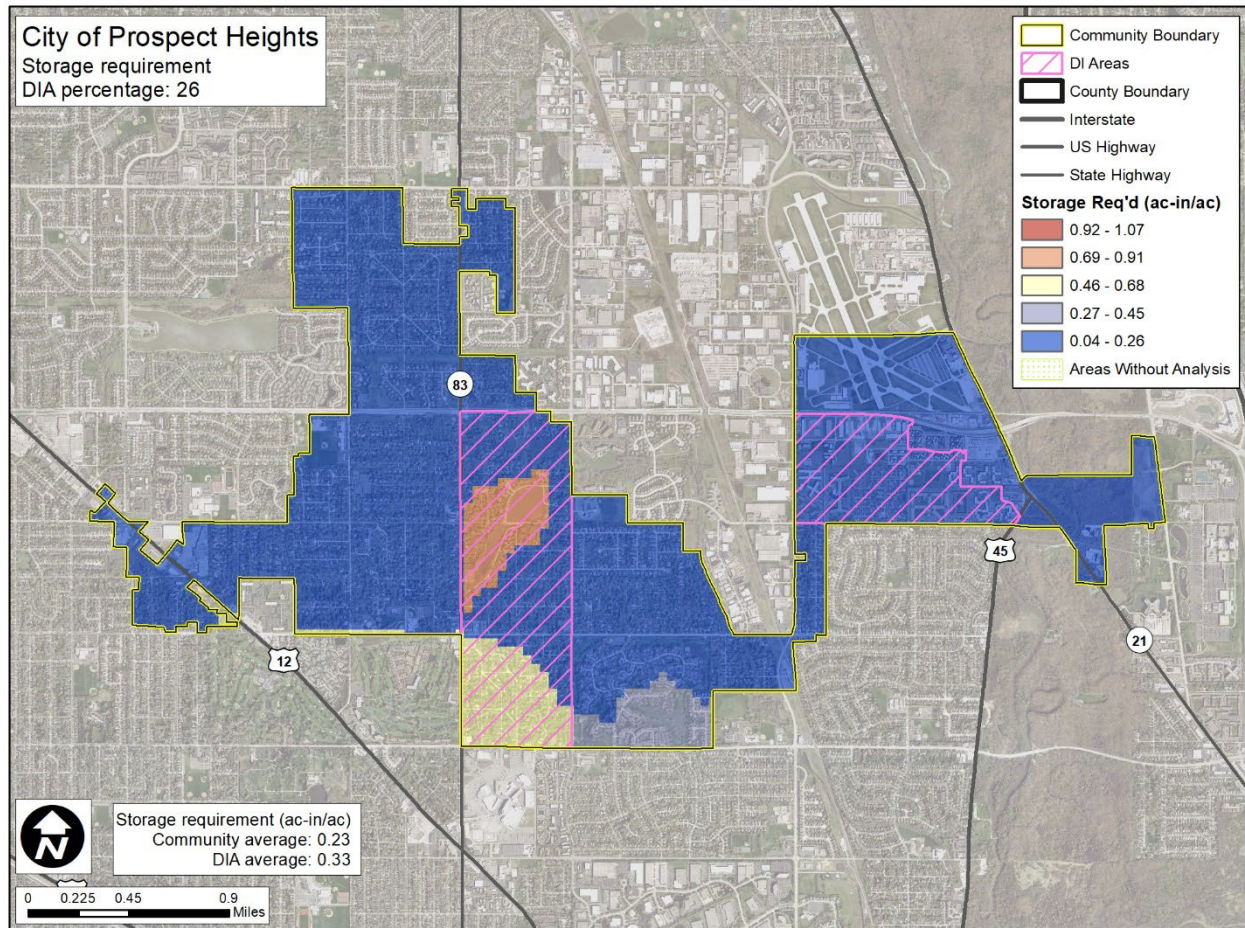 City of Prospect Heights
Storage requirement
DIA percentage: 26
Community Boundary
DI Areas
County Boundary
Interstate
US Highway
State Highway
Storage Req'd (ac-in/ac)
0.92 - 1.07
0.69 - 0.91
0.46 - 0.68
0.27 - 0.45
0.04 - 0.26
Areas Without Analysis
83
45
12
21
N
Storage requirement (ac-in/ac)
Community average: 0.23
DIA average: 0.33
0 0.225 0.45 0.9
Miles